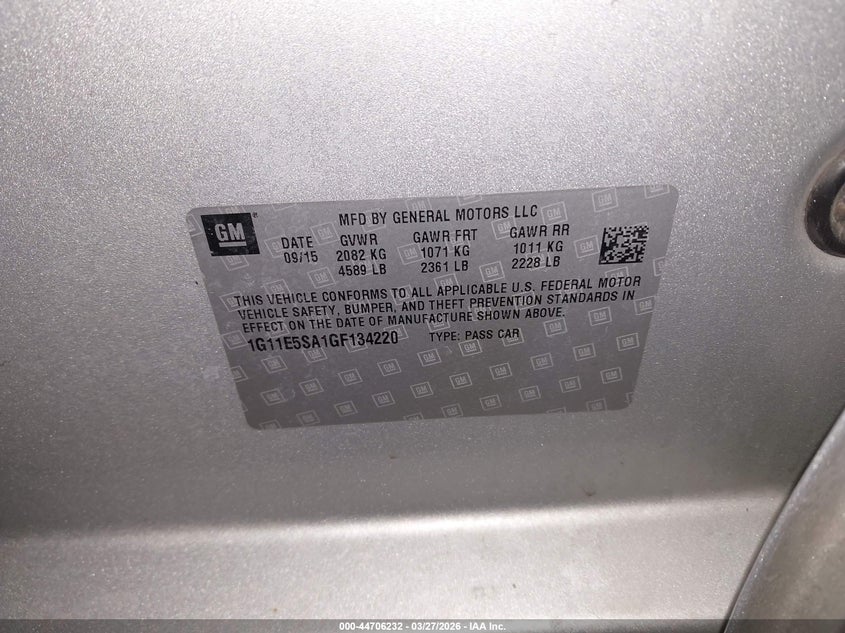 GM
MFD BY GENERAL MOTORS LLC
DATE GVWR GAWR FRT GAWR RR
09/15 2082 KG 1071 KG 1011 KG
4589 LB 2361 LB 2228 LB
THIS VEHICLE CONFORMS TO ALL APPLICABLE U.S. FEDERAL MOTOR
VEHICLE SAFETY, BUMPER, AND THEFT PREVENTION STANDARDS IN
EFFECT ON THE DATE OF MANUFACTURE SHOWN ABOVE.
1G11E5SA1GF134220 TYPE: PASS CAR
000-44706232 — 03/27/2026 — IAA Inc.